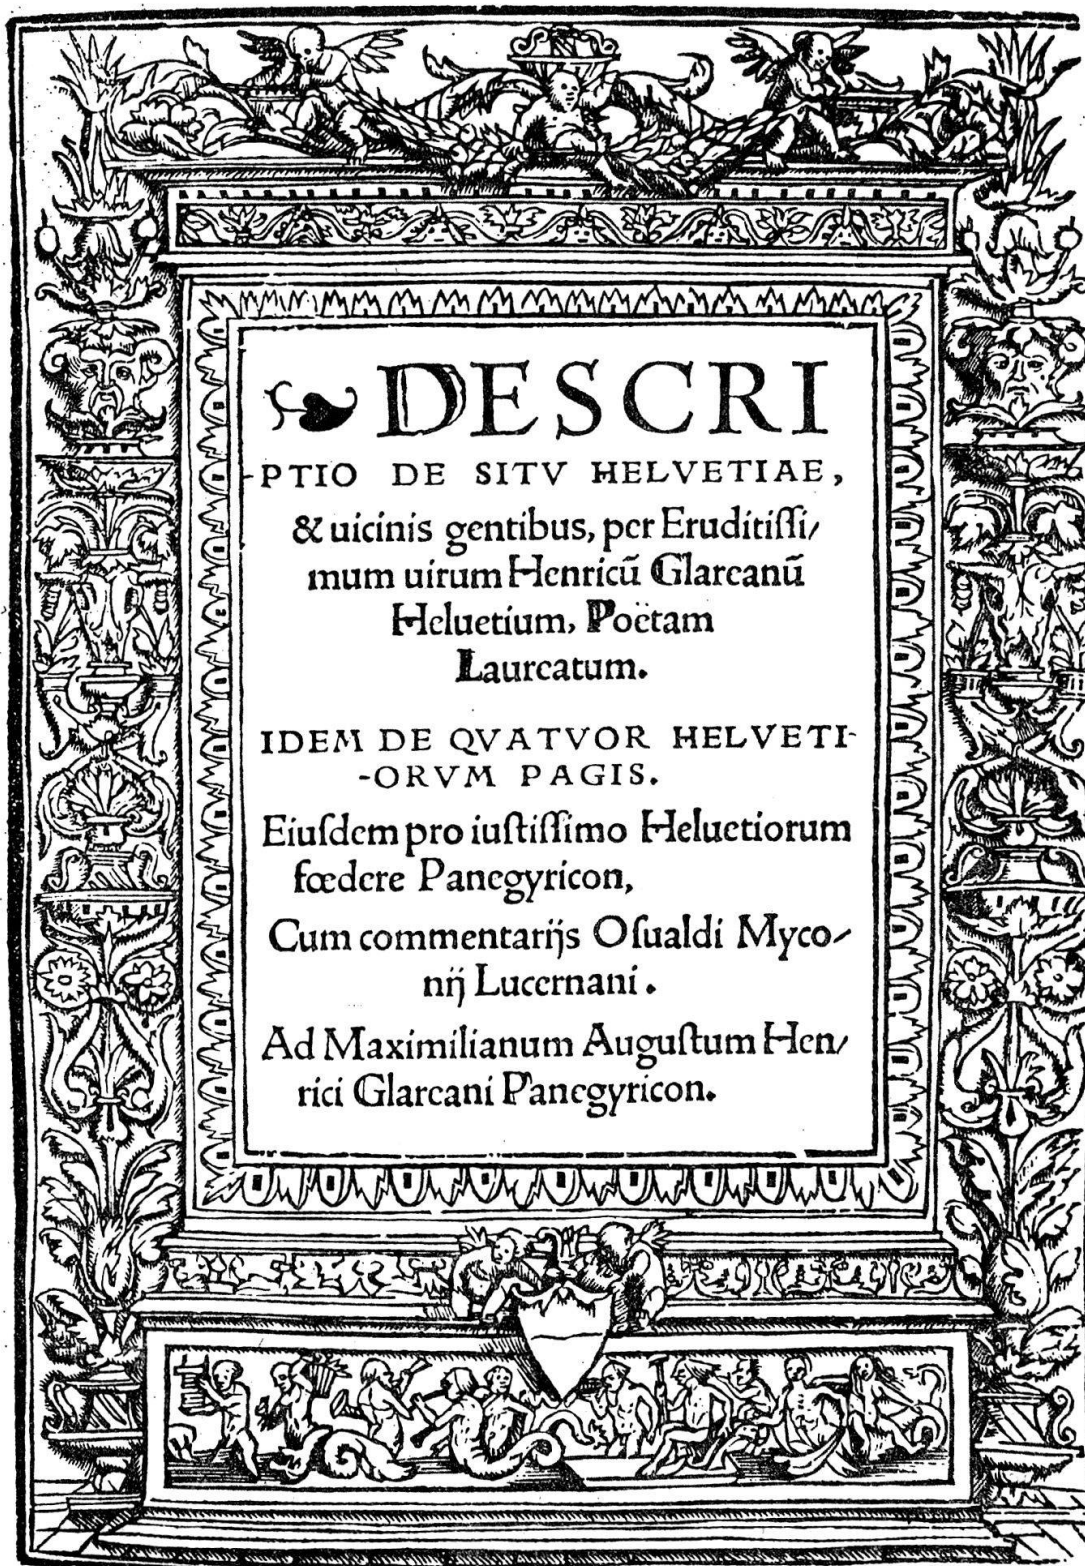 ❧ DESCRI
PTIO DE SITV HELVETIAE,
& uicinis gentibus, per Eruditiſſi/
mum uirum Henricū Glareanū
Heluetium, Poëtam
Laureatum.
IDEM DE QVATVOR HELVETI-
-ORVM PAGIS.
Eiuſdem pro iuſtiſſimo Heluetiorum
fœdere Panegyricon,
Cum commentarijs Oſualdi Myco/
nij Lucernani.
Ad Maximilianum Auguſtum Hen/
rici Glareani Panegyricon.